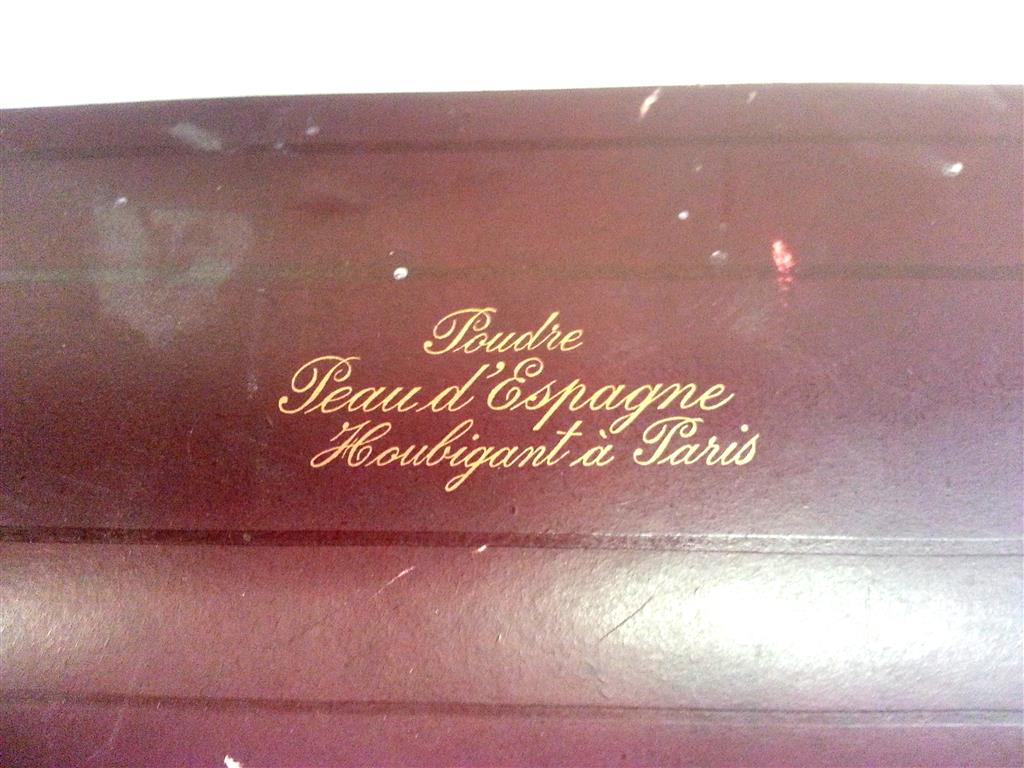 Poudre
Peau d'Espagne
Houbigant à Paris